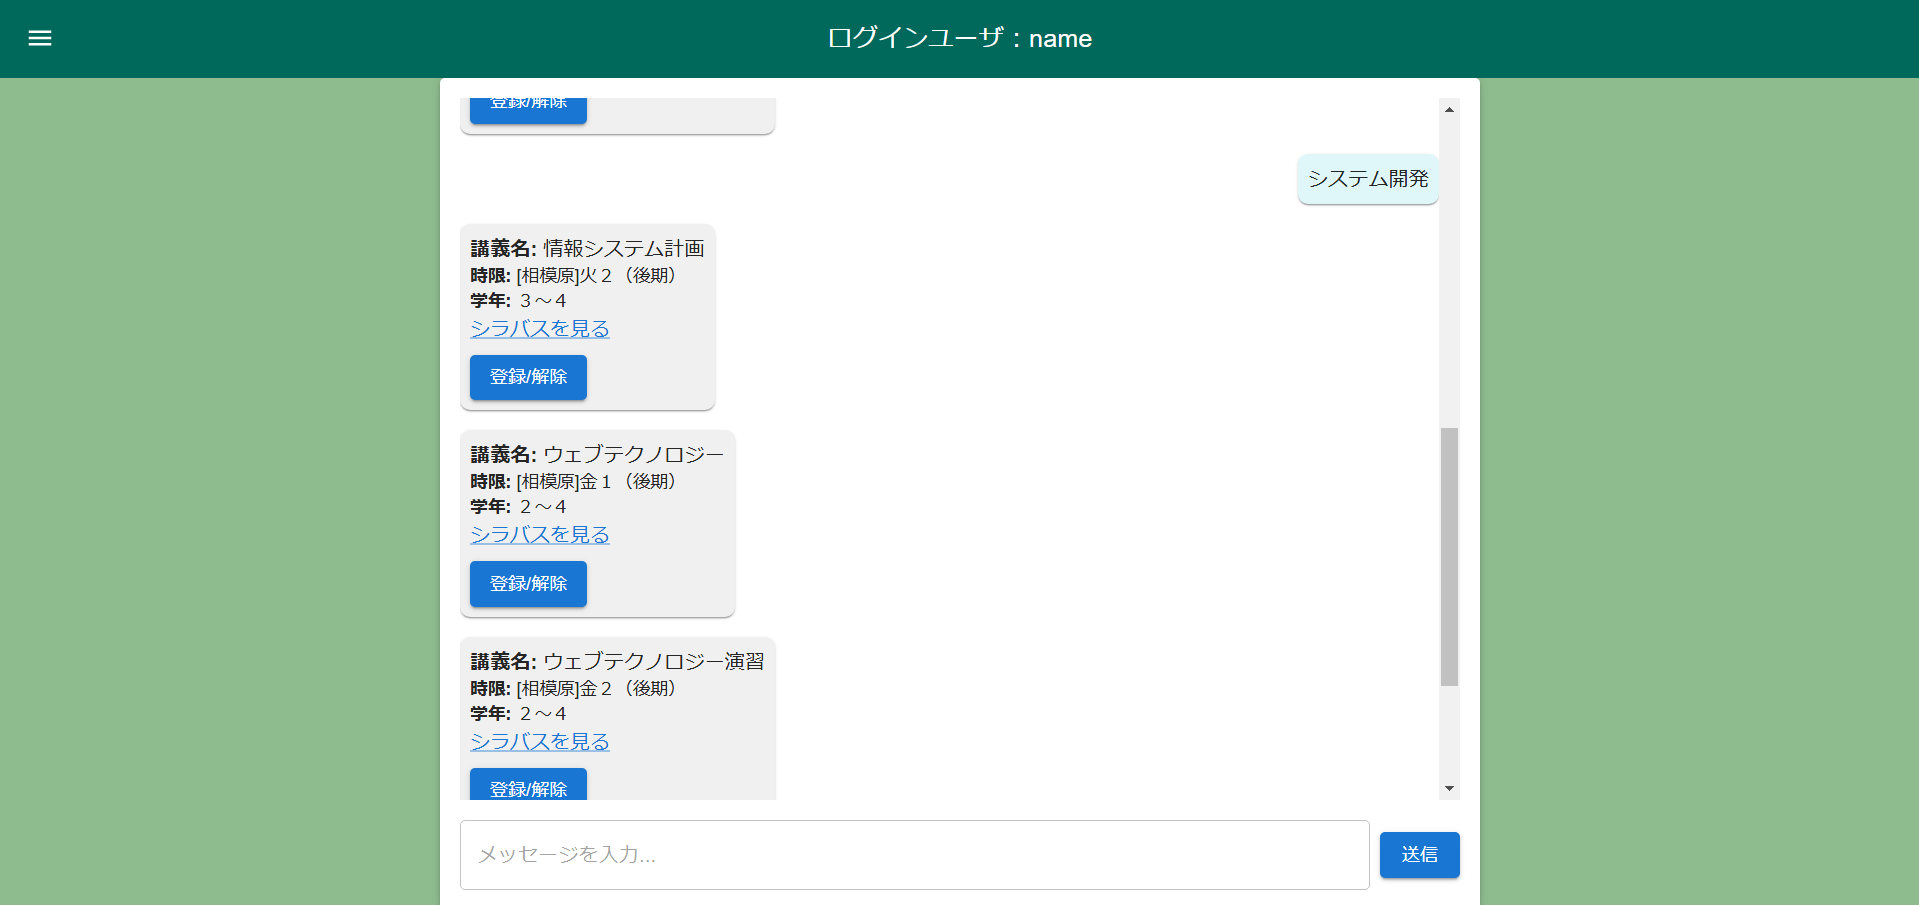 ログインユーザ : name
登録/解除
システム開発
講義名: 情報システム計画
時限: [相模原]火２（後期）
学年: ３～４
シラバスを見る
登録/解除
講義名: ウェブテクノロジー
時限: [相模原]金１（後期）
学年: ２～４
シラバスを見る
登録/解除
講義名: ウェブテクノロジー演習
時限: [相模原]金２（後期）
学年: ２～４
シラバスを見る
登録/解除
メッセージを入力...
送信